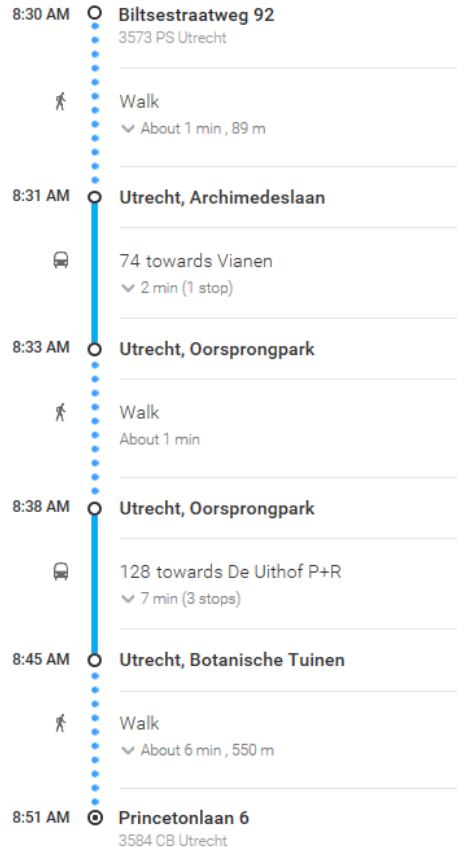 8:30 AM Biltsestraatweg 92
3573 PS Utrecht
Walk
About 1 min , 89 m
8:31 AM Utrecht, Archimedeslaan
74 towards Vianen
2 min (1 stop)
8:33 AM Utrecht, Oorsprongpark
Walk
About 1 min
8:38 AM Utrecht, Oorsprongpark
128 towards De Uithof P+R
7 min (3 stops)
8:45 AM Utrecht, Botanische Tuinen
Walk
About 6 min , 550 m
8:51 AM Princetonlaan 6
3584 CB Utrecht